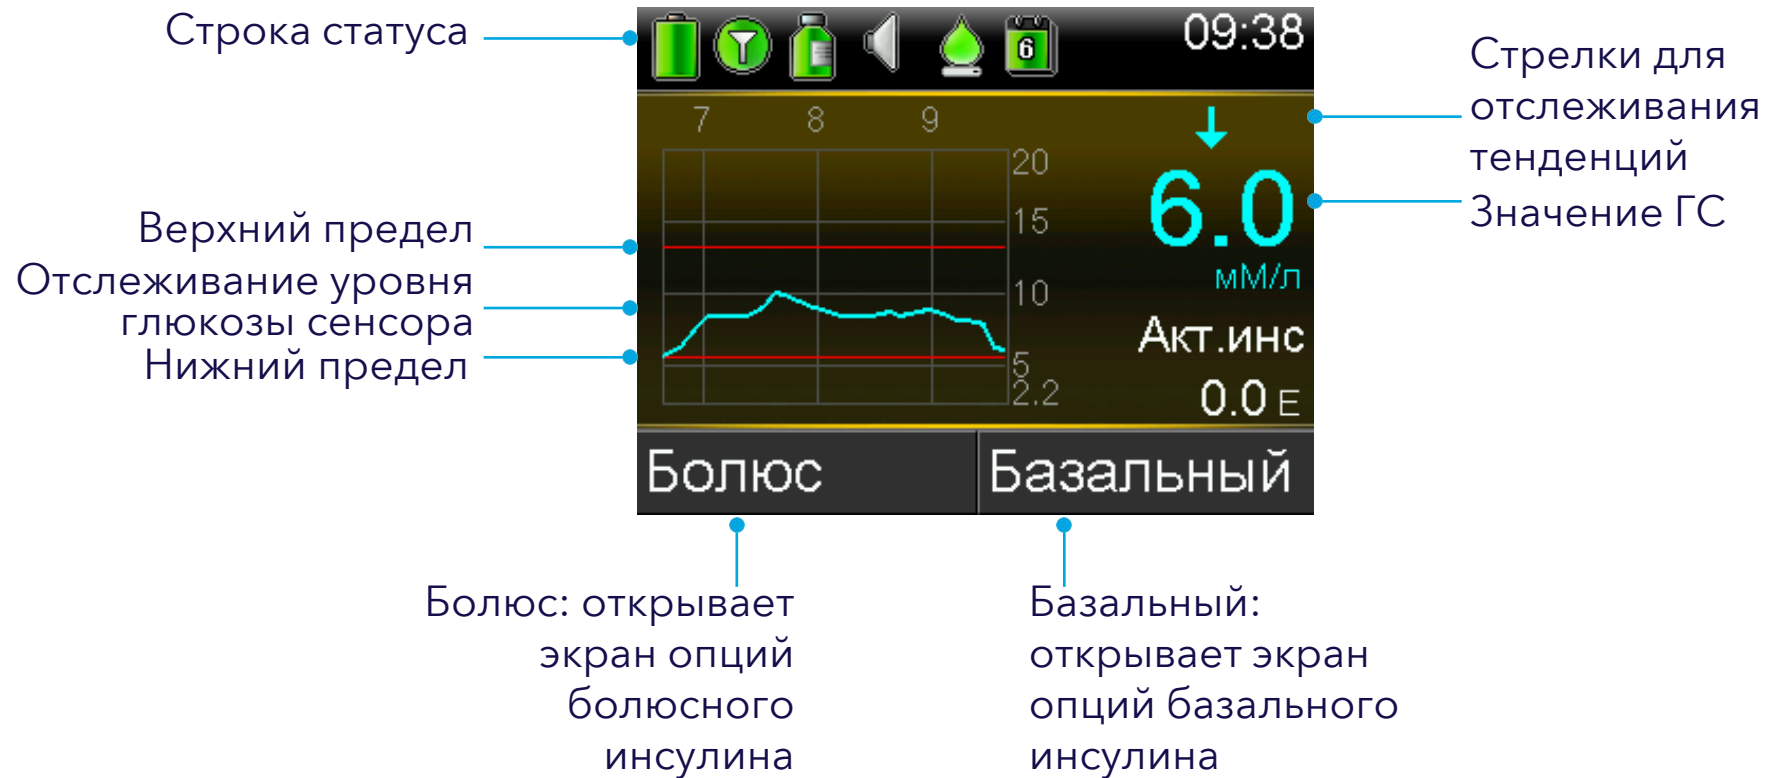 Строка статуса
6
09:38
Стрелки для
отслеживания
тенденций
Значение ГС
Верхний предел
Отслеживание уровня
глюкозы сенсора
Нижний предел
7 8 9
20
15
10
5
2.2
6.0
мМ/л
Акт.инс
0.0 Е
Болюс
Базальный
Болюс: открывает
экран опций
болюсного
инсулина
Базальный:
открывает экран
опций базального
инсулина